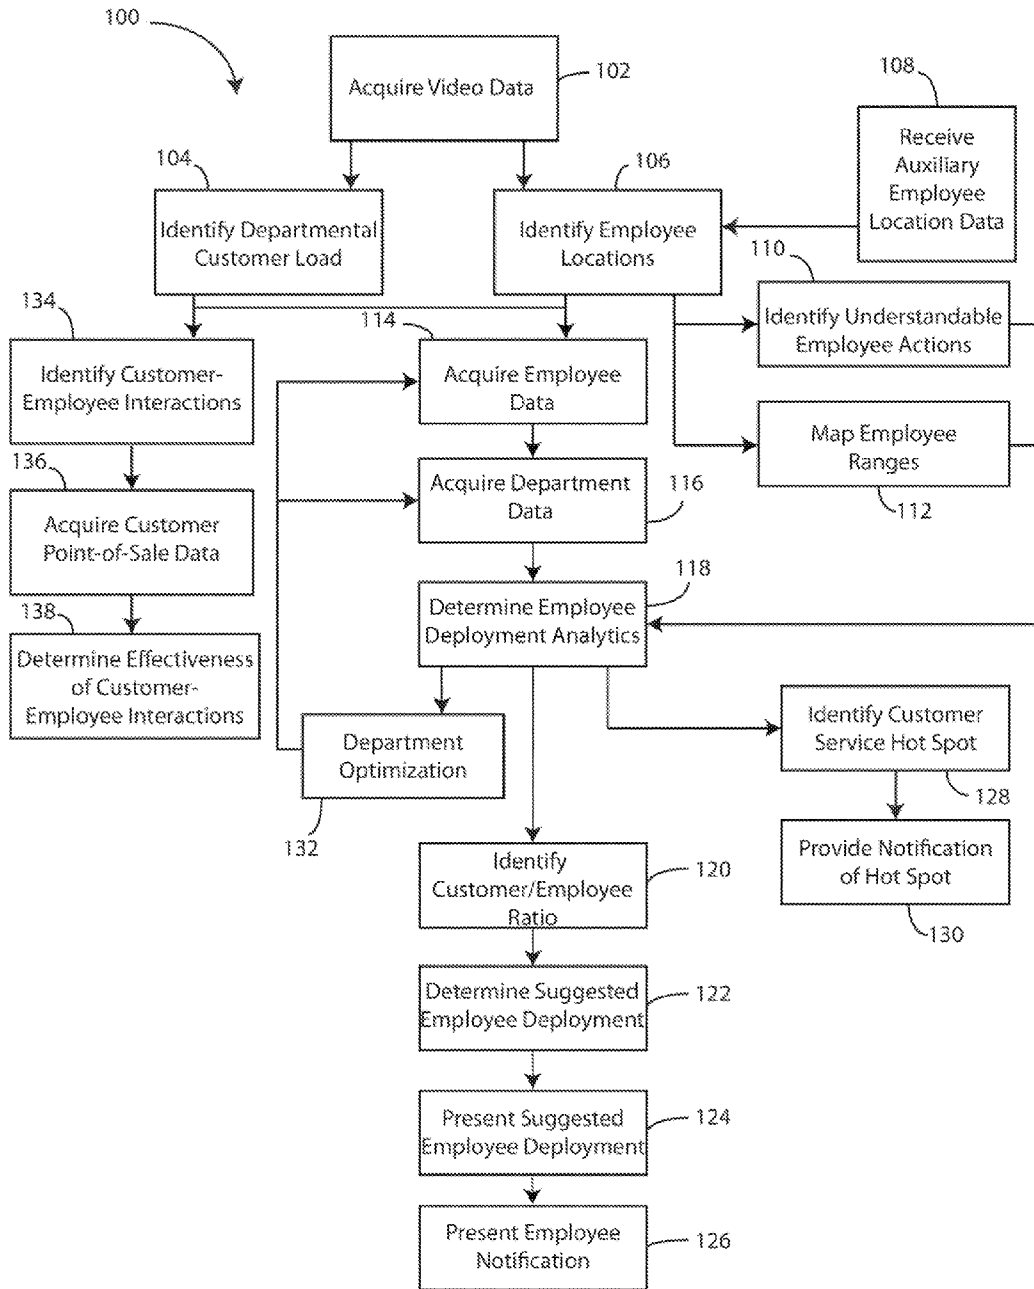 100
Acquire Video Data
102
108
Receive
Auxiliary
Employee
Location Data
104
Identify Departmental
Customer Load
106
Identify Employee
Locations
110
Identify Understandable
Employee Actions
134
Identify Customer-
Employee Interactions
114
Acquire Employee
Data
Map Employee
Ranges
112
136
Acquire Customer
Point-of-Sale Data
Acquire Department
Data
116
138
Determine Effectiveness
of Customer-
Employee Interactions
Determine Employee
Deployment Analytics
118
Department
Optimization
132
Identify Customer
Service Hot Spot
128
Identify
Customer/Employee
Ratio
120
Provide Notification
of Hot Spot
130
Determine Suggested
Employee Deployment
122
Present Suggested
Employee Deployment
124
Present Employee
Notification
126